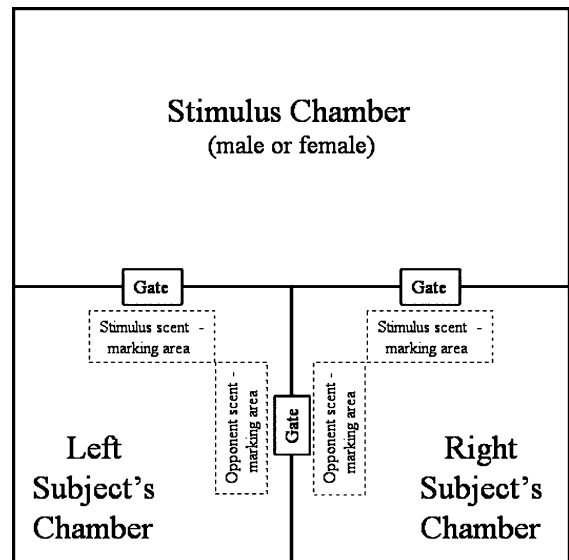 Stimulus Chamber
(male or female)
Gate
Gate
Stimulus scent -
marking area
Stimulus scent -
marking area
Opponent scent -
marking area
Gate
Opponent scent -
marking area
Left
Subject's
Chamber
Right
Subject's
Chamber